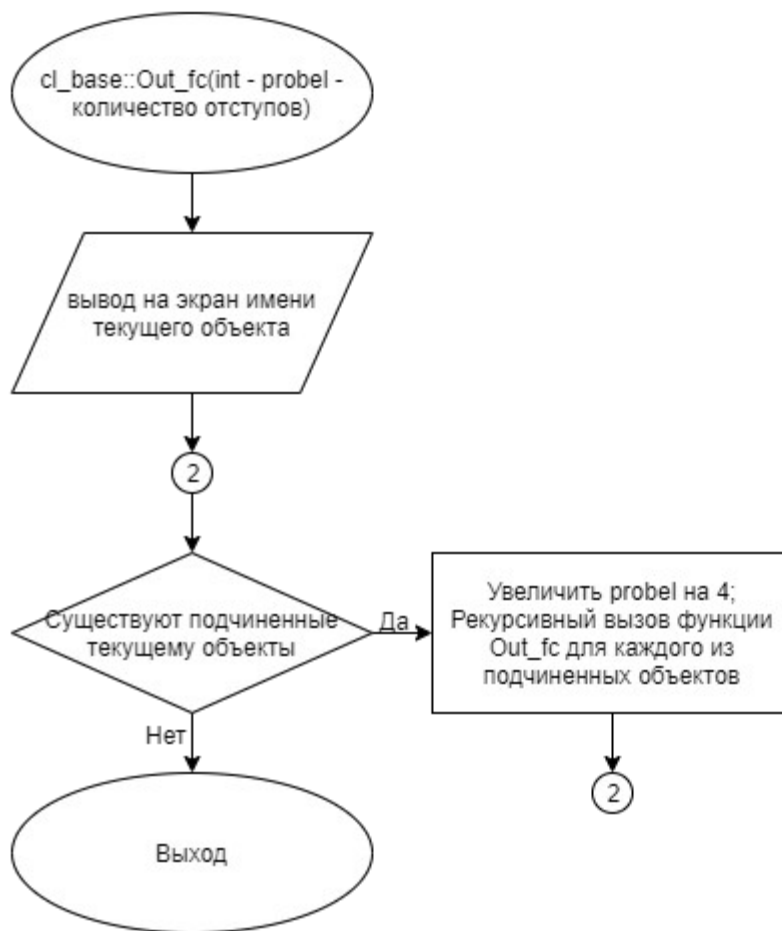 cl_base::Out_fc(int - probel -
количество отступов)
вывод на экран имени
текущего объекта
2
Существуют подчиненные
текущему объекты
Да
Увеличить probel на 4;
Рекурсивный вызов функции
Out_fc для каждого из
подчиненных объектов
Нет
2
Выход